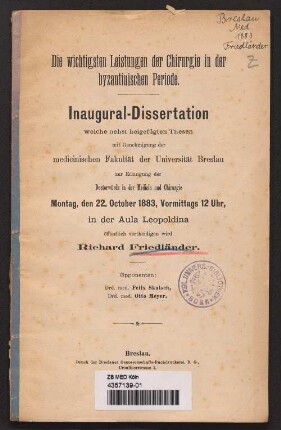 Breslau
Med.
1883
Friedländer
Z
Die wichtigsten Leistungen der Chirurgie in der
byzantinischen Periode.
Inaugural-Dissertation
welche nebst beigefügten Thesen
mit Genehmigung der
medicinischen Fakultät der Universität Breslau
zur Erlangung der
Doctorwürde in der Medicin und Chirurgie
Montag, den 22. October 1883, Vormittags 12 Uhr,
in der Aula Leopoldina
öffentlich vertheidigen wird
Richard Friedländer.
Opponenten:
Drd. med. Felix Skutsch,
Drd. med. Otto Meyer.
Breslau.
Druck der Breslauer Genossenschafts-Buchdruckerei, E. G.,
ZB MED Köln
4357139-01